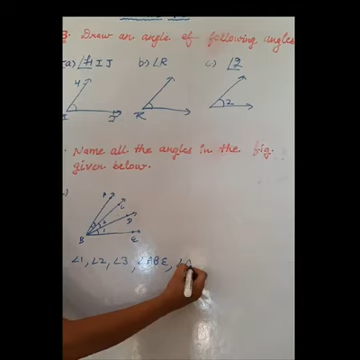 Draw an angle of following angles
(a) ∠HIJ b) ∠R c) ∠2
H
I J R 2
Name all the angles in the fig.
given below.
A
C
D
B E
∠1, ∠2, ∠3, ∠ABE, ∠